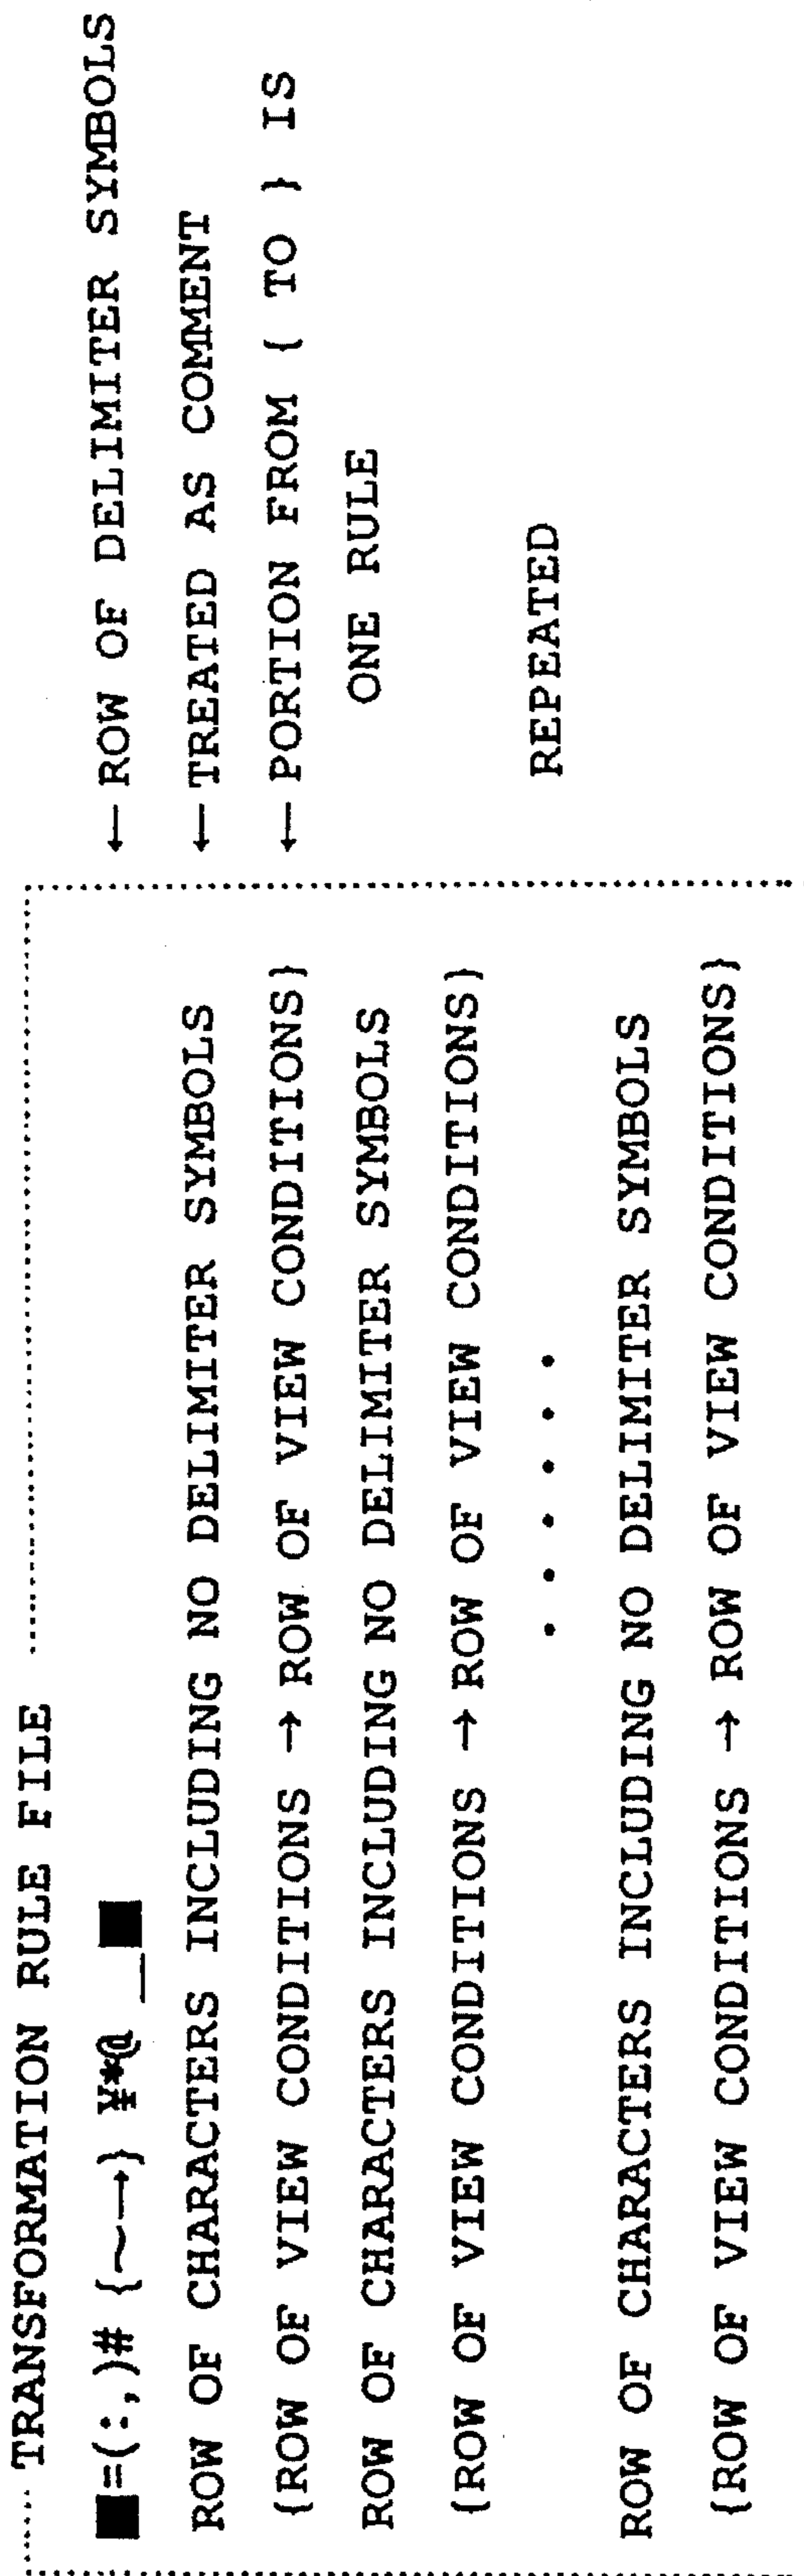 TRANSFORMATION RULE FILE
■=(:,)# {~→} ¥*@ _■ ← ROW OF DELIMITER SYMBOLS
ROW OF CHARACTERS INCLUDING NO DELIMITER SYMBOLS ← TREATED AS COMMENT
{ROW OF VIEW CONDITIONS → ROW OF VIEW CONDITIONS} ← PORTION FROM { TO } IS
ROW OF CHARACTERS INCLUDING NO DELIMITER SYMBOLS ONE RULE
{ROW OF VIEW CONDITIONS → ROW OF VIEW CONDITIONS}
· · · · · · REPEATED
ROW OF CHARACTERS INCLUDING NO DELIMITER SYMBOLS
{ROW OF VIEW CONDITIONS → ROW OF VIEW CONDITIONS}